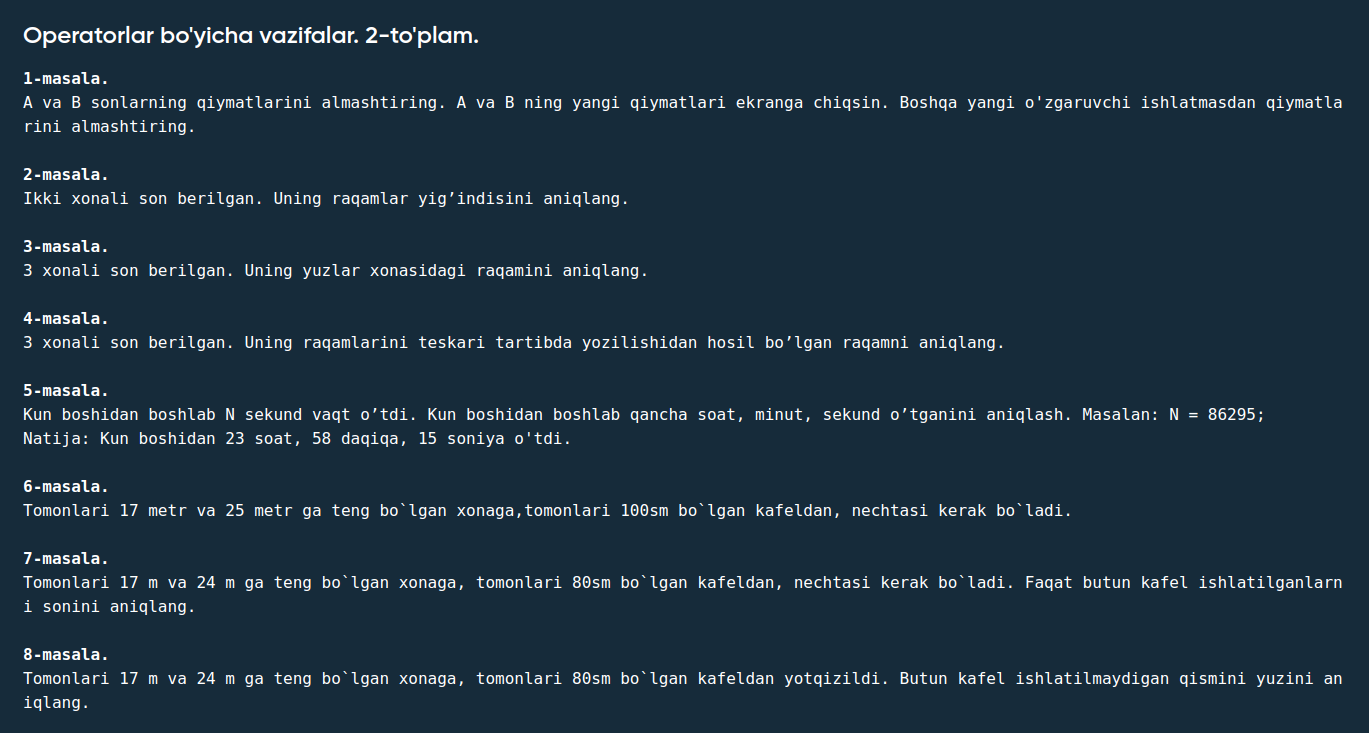 Operatorlar bo'yicha vazifalar. 2-to'plam.
1-masala.
A va B sonlarning qiymatlarini almashtiring. A va B ning yangi qiymatlari ekranga chiqsin. Boshqa yangi o'zgaruvchi ishlatmasdan qiymatla
rini almashtiring.
2-masala.
Ikki xonali son berilgan. Uning raqamlar yig’indisini aniqlang.
3-masala.
3 xonali son berilgan. Uning yuzlar xonasidagi raqamini aniqlang.
4-masala.
3 xonali son berilgan. Uning raqamlarini teskari tartibda yozilishidan hosil bo’lgan raqamni aniqlang.
5-masala.
Kun boshidan boshlab N sekund vaqt o’tdi. Kun boshidan boshlab qancha soat, minut, sekund o’tganini aniqlash. Masalan: N = 86295;
Natija: Kun boshidan 23 soat, 58 daqiqa, 15 soniya o'tdi.
6-masala.
Tomonlari 17 metr va 25 metr ga teng bo`lgan xonaga,tomonlari 100sm bo`lgan kafeldan, nechtasi kerak bo`ladi.
7-masala.
Tomonlari 17 m va 24 m ga teng bo`lgan xonaga, tomonlari 80sm bo`lgan kafeldan, nechtasi kerak bo`ladi. Faqat butun kafel ishlatilganlarn
i sonini aniqlang.
8-masala.
Tomonlari 17 m va 24 m ga teng bo`lgan xonaga, tomonlari 80sm bo`lgan kafeldan yotqizildi. Butun kafel ishlatilmaydigan qismini yuzini an
iqlang.